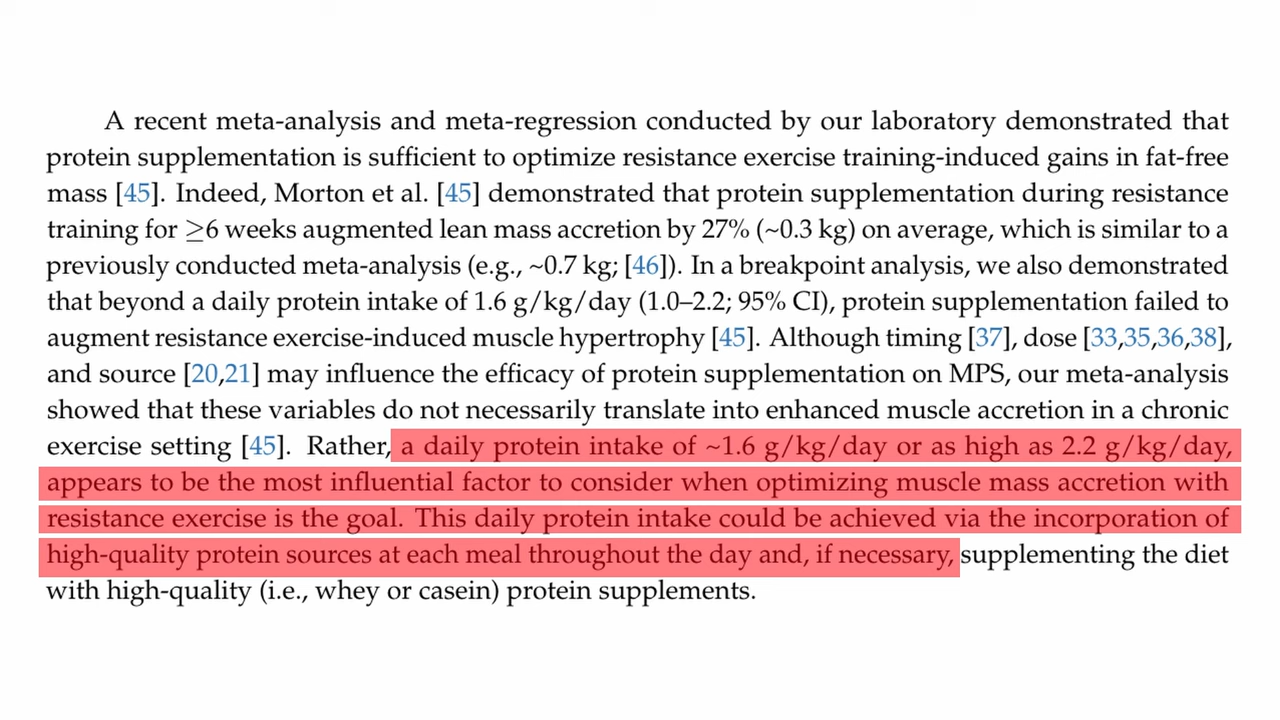 A recent meta-analysis and meta-regression conducted by our laboratory demonstrated that
protein supplementation is sufficient to optimize resistance exercise training-induced gains in fat-free
mass [45]. Indeed, Morton et al. [45] demonstrated that protein supplementation during resistance
training for ≥6 weeks augmented lean mass accretion by 27% (~0.3 kg) on average, which is similar to a
previously conducted meta-analysis (e.g., ~0.7 kg; [46]). In a breakpoint analysis, we also demonstrated
that beyond a daily protein intake of 1.6 g/kg/day (1.0–2.2; 95% CI), protein supplementation failed to
augment resistance exercise-induced muscle hypertrophy [45]. Although timing [37], dose [33,35,36,38],
and source [20,21] may influence the efficacy of protein supplementation on MPS, our meta-analysis
showed that these variables do not necessarily translate into enhanced muscle accretion in a chronic
exercise setting [45]. Rather, a daily protein intake of ~1.6 g/kg/day or as high as 2.2 g/kg/day,
appears to be the most influential factor to consider when optimizing muscle mass accretion with
resistance exercise is the goal. This daily protein intake could be achieved via the incorporation of
high-quality protein sources at each meal throughout the day and, if necessary, supplementing the diet
with high-quality (i.e., whey or casein) protein supplements.